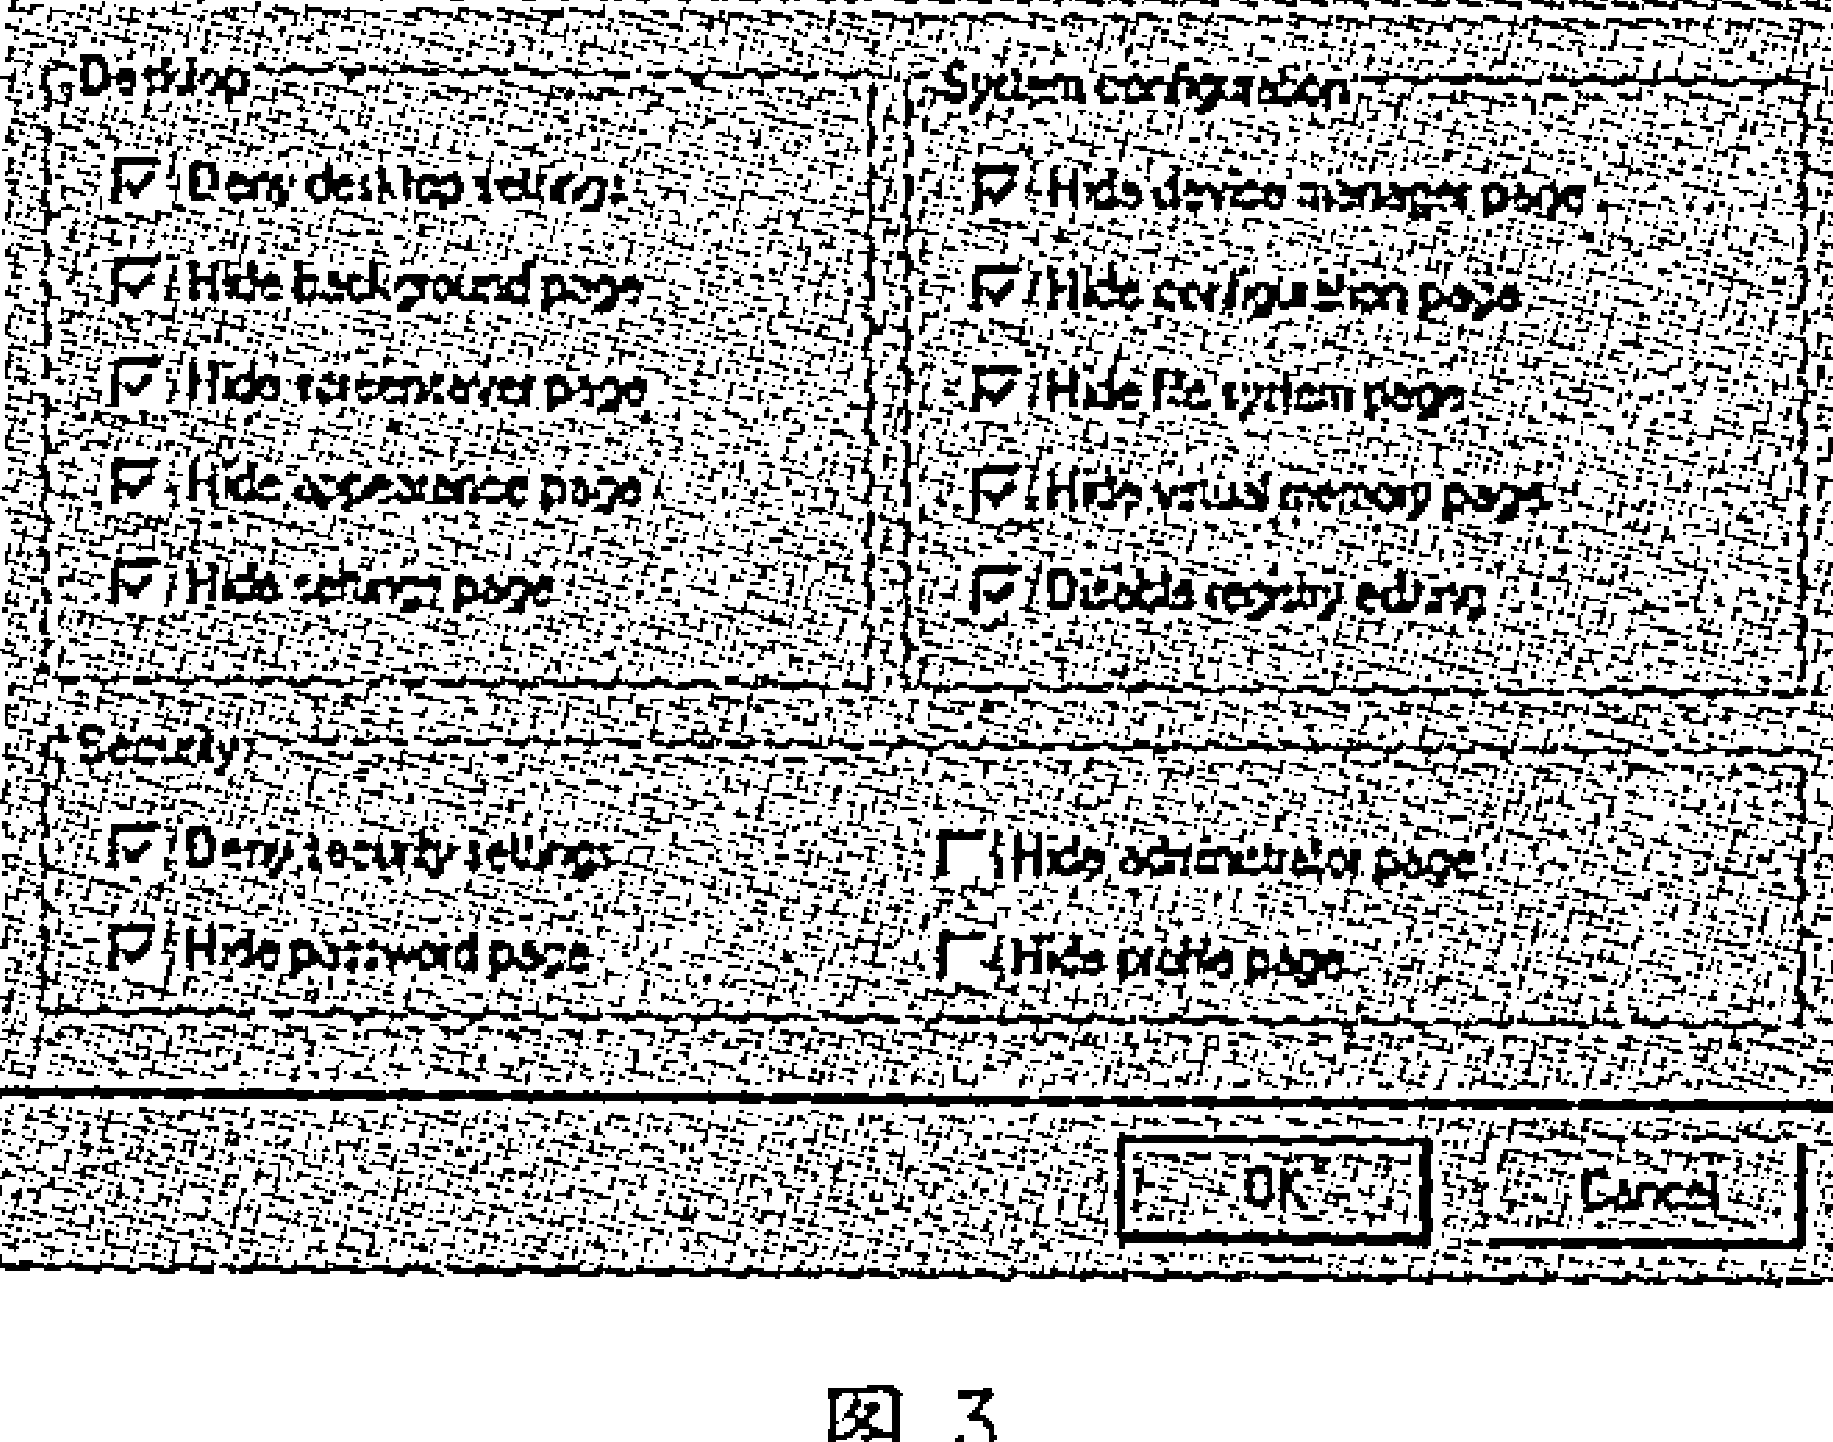 Desktop
Deny desktop settings
Hide background page
Hide screensaver page
Hide appearance page
Hide settings page
System configuration
Hide device manager page
Hide configuration page
Hide file system page
Hide virtual memory page
Disable registry editing
Security
Deny security settings
Hide password page
Hide administrator page
Hide profile page
OK
Cancel
图 3